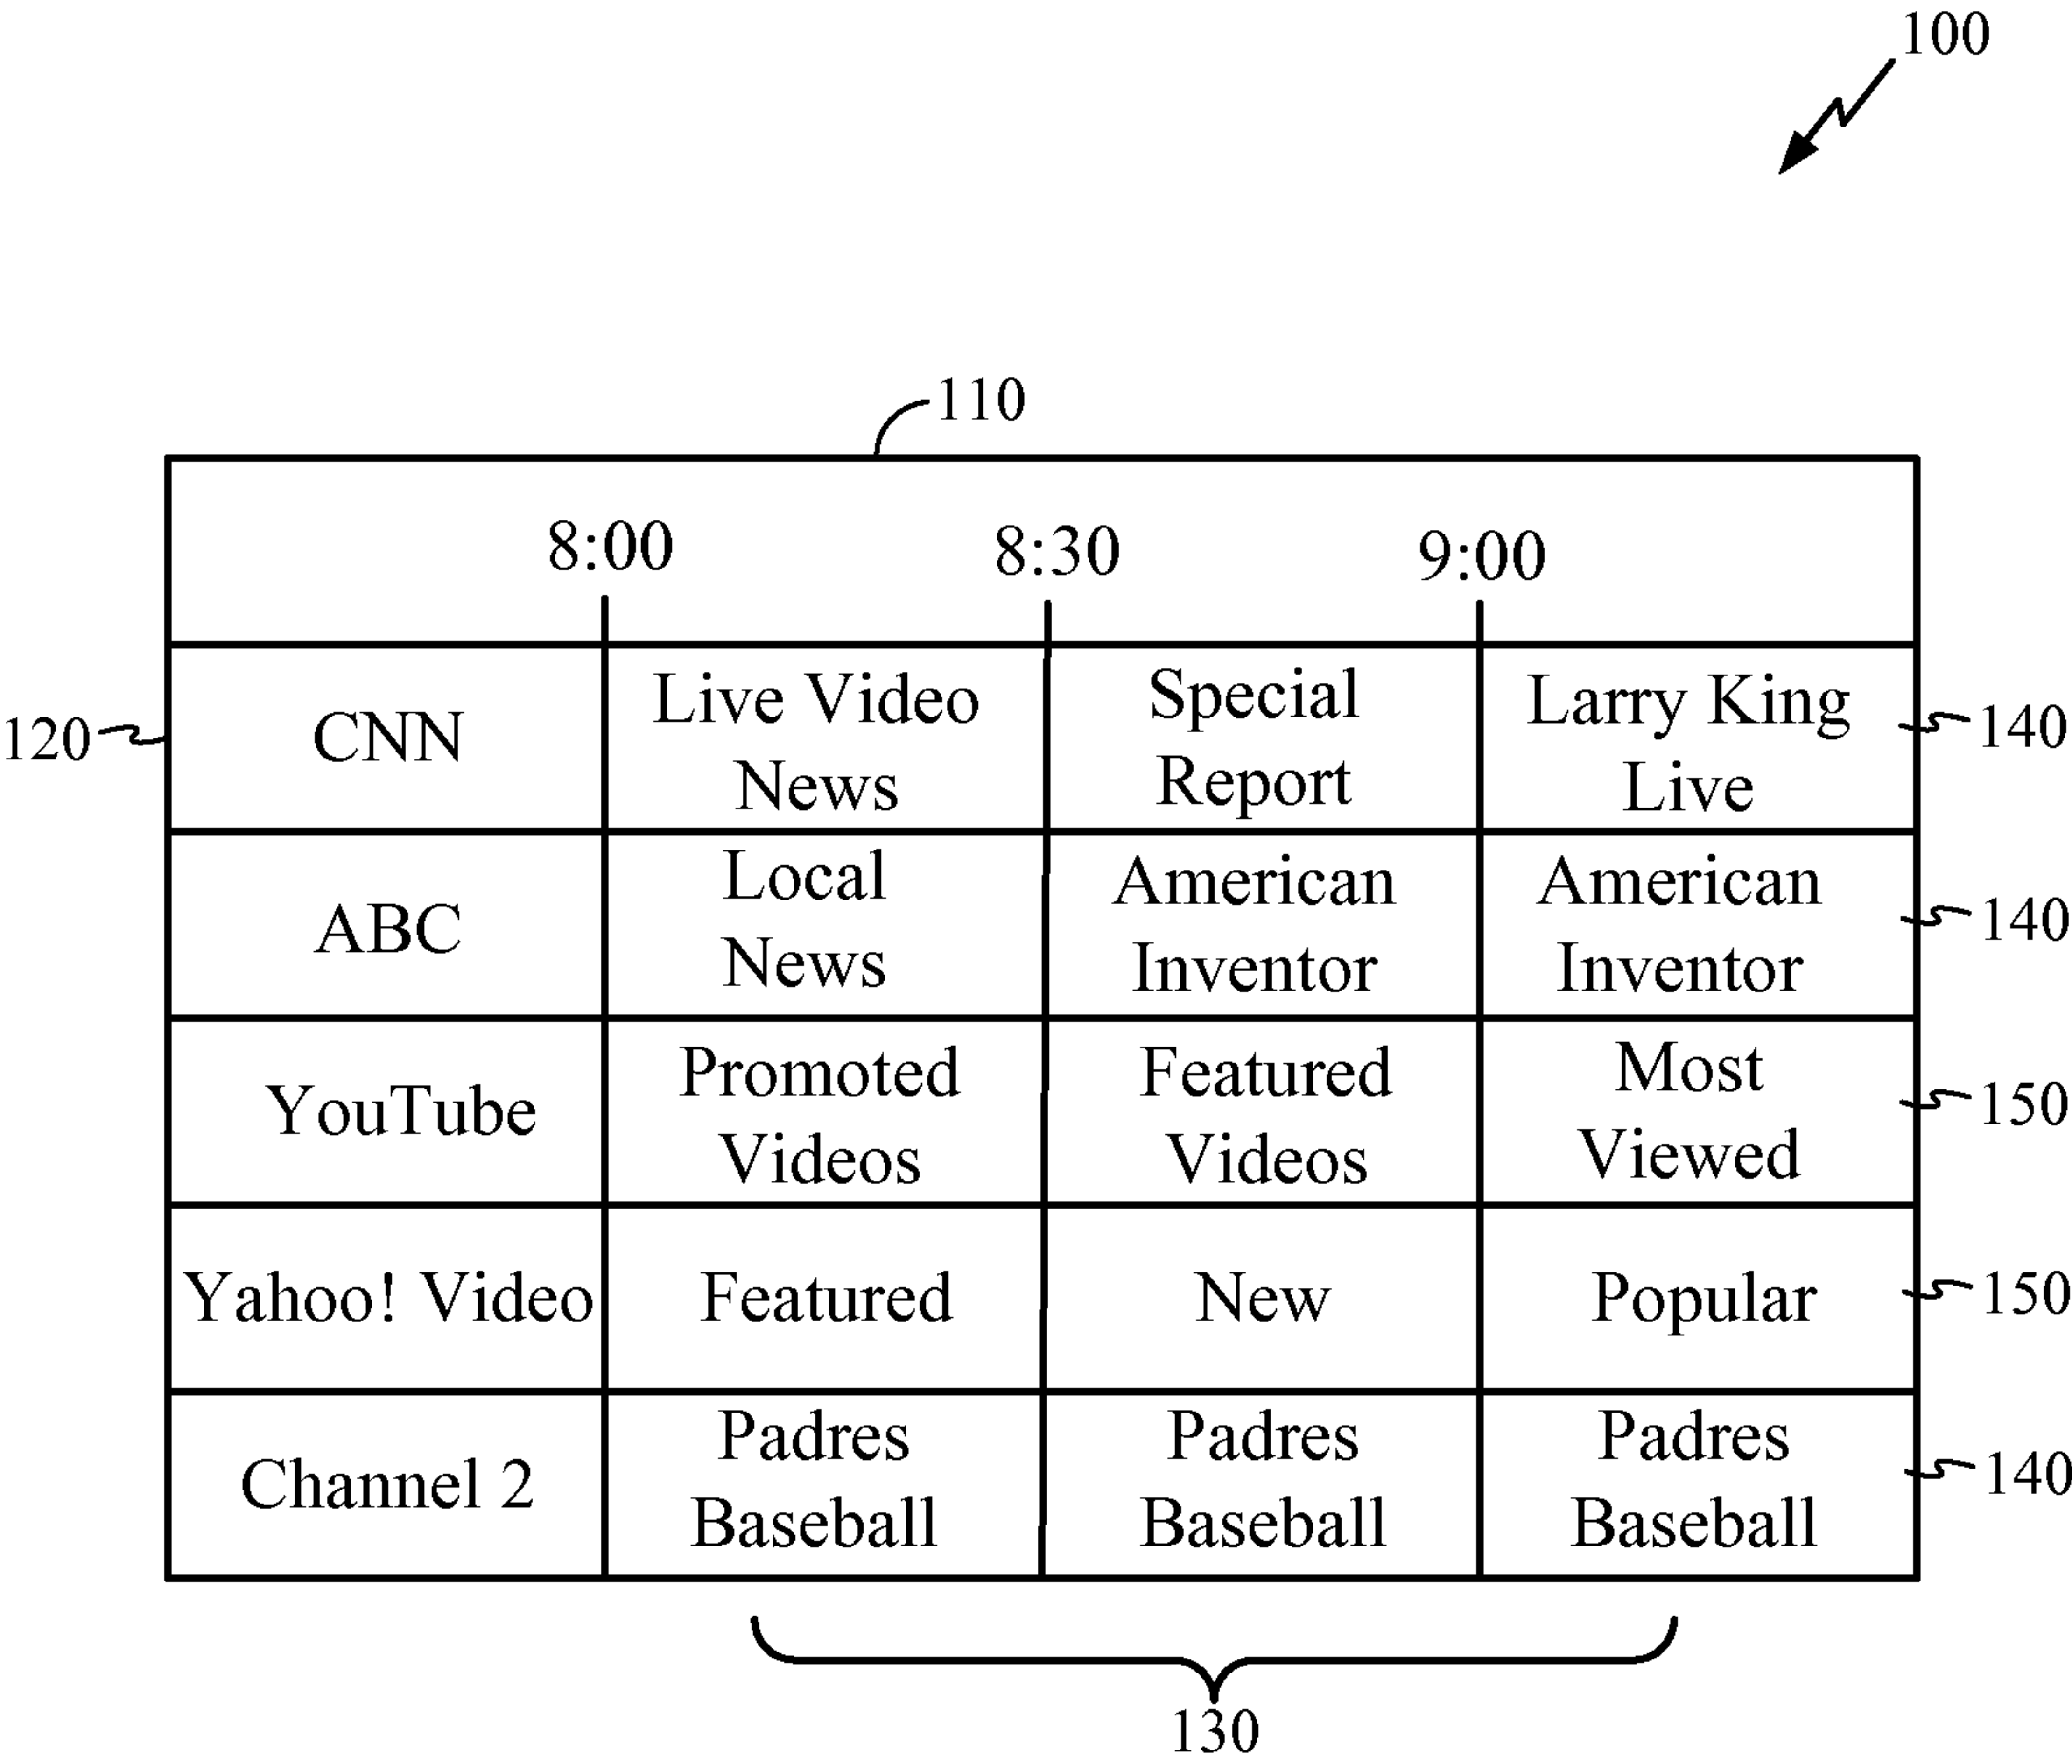 100
110
8:00 8:30 9:00
120 CNN Live Video News Special Report Larry King Live 140
ABC Local News American Inventor American Inventor 140
YouTube Promoted Videos Featured Videos Most Viewed 150
Yahoo! Video Featured New Popular 150
Channel 2 Padres Baseball Padres Baseball Padres Baseball 140
130